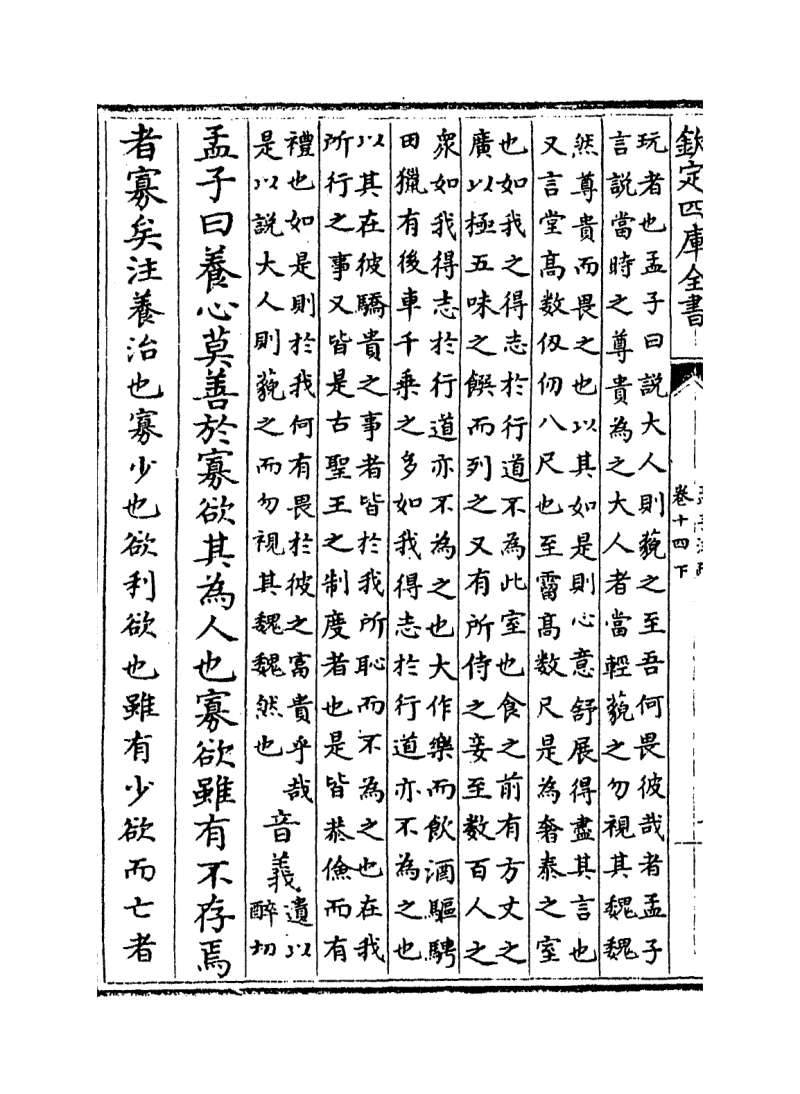 欽定四庫全書
卷十四下
玩者也孟子曰說大人則藐之至吾何畏彼哉者孟子
言說當時之尊貴為之大人者當輕藐之勿視其魏魏
然尊貴而畏之也以其如是則心意舒展得盡其言也
又言堂高數仭仞八尺也至霤高數尺是為奢泰之室
也如我之得志於行道不為此室也食之前有方丈之
廣以極五味之饌而列之又有所侍之妾至數百人之
衆如我得志於行道亦不為之也大作樂而飲酒驅騁
田獵有後車千乗之多如我得志於行道亦不為之也
以其在彼驕貴之事者皆於我所恥而不為之也在我
所行之事又皆是古聖王之制度者也是皆恭儉而有
禮也如是則於我何有畏於彼之富貴乎哉
是以說大人則藐之而勿視其魏魏然也
音義
遺以
醉切
孟子曰養心莫善於寡欲其為人也寡欲雖有不存焉
者寡矣注養治也寡少也欲利欲也雖有少欲而亡者